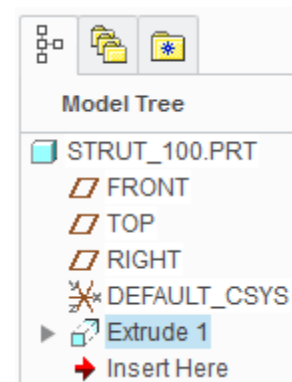 Model Tree
STRUT_100.PRT
FRONT
TOP
RIGHT
DEFAULT_CSYS
Extrude 1
Insert Here